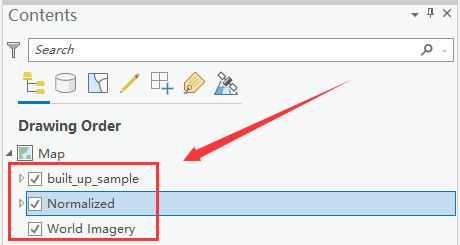 Contents
Search
Drawing Order
Map
built_up_sample
Normalized
World Imagery